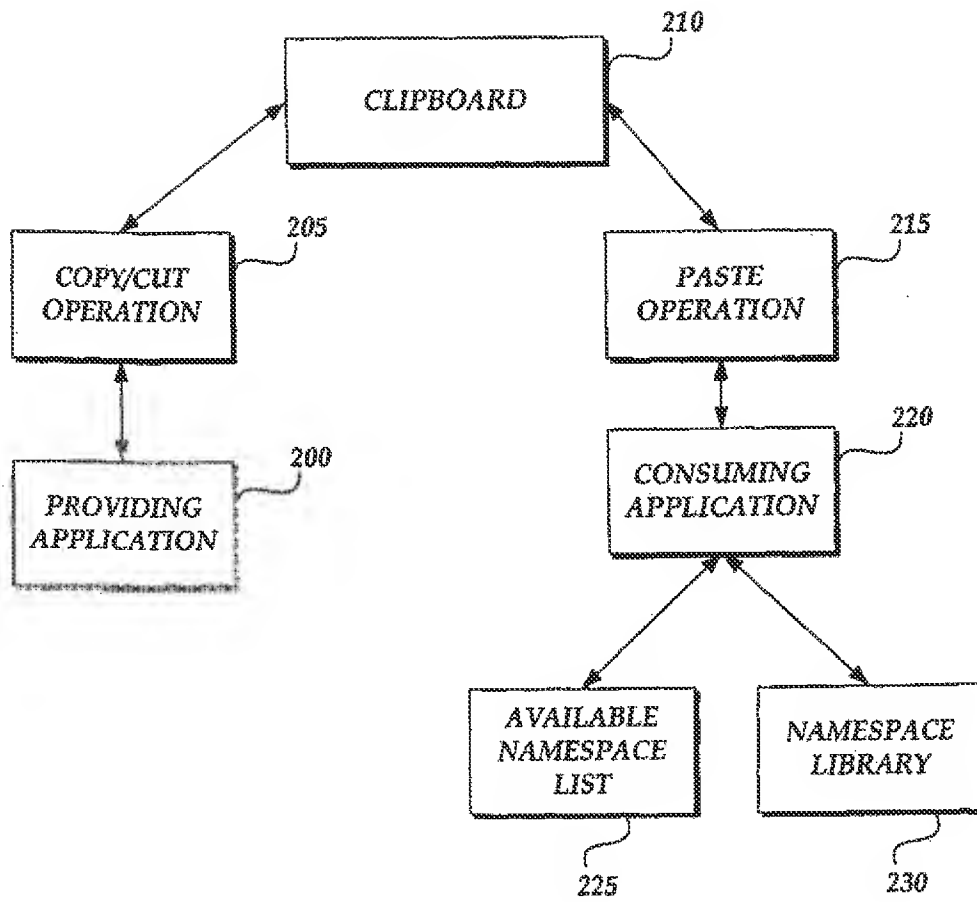 210
CLIPBOARD
205
COPY/CUT
OPERATION
215
PASTE
OPERATION
200
PROVIDING
APPLICATION
220
CONSUMING
APPLICATION
AVAILABLE
NAMESPACE
LIST
NAMESPACE
LIBRARY
225
230